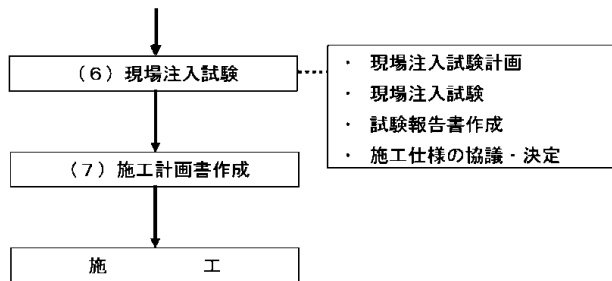 (6)現場注入試験
・ 現場注入試験計画
・ 現場注入試験
・ 試験報告書作成
・ 施工仕様の協議・決定
(7)施工計画書作成
施 工